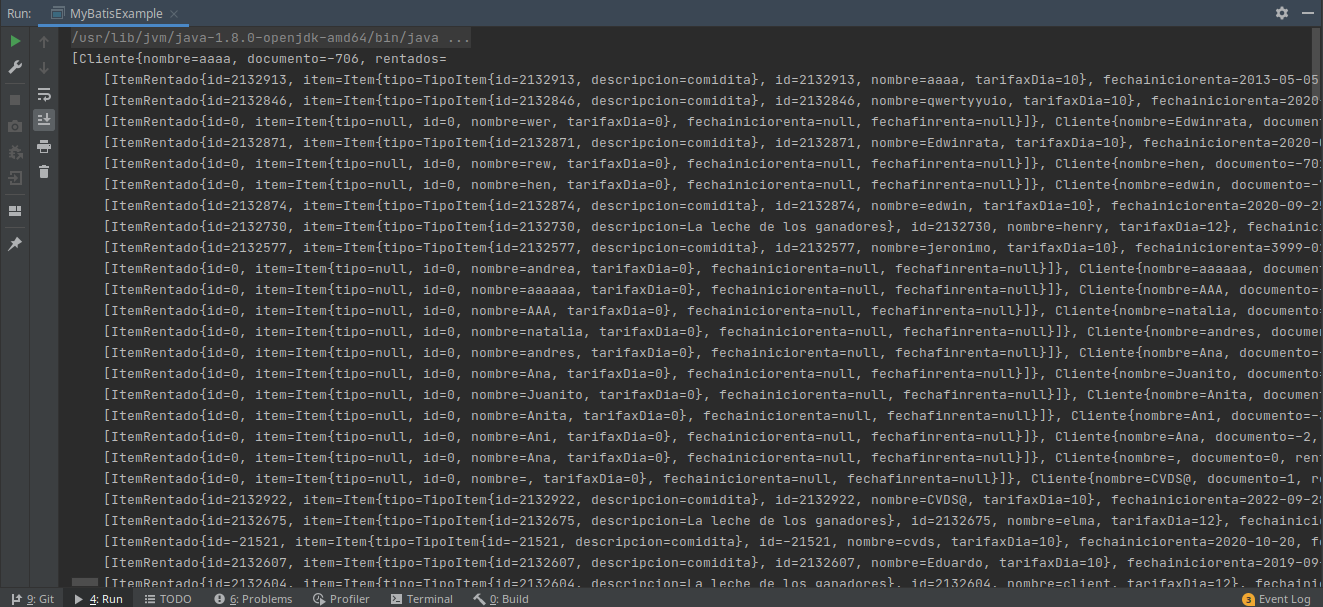 Run: MyBatisExample
/usr/lib/jvm/java-1.8.0-openjdk-amd64/bin/java ...
[Cliente{nombre=aaaa, documento=-706, rentados=
[ItemRentado{id=2132913, item=Item{tipo=TipoItem{id=2132913, descripcion=comidita}, id=2132913, nombre=aaaa, tarifaxDia=10}, fechainiciorenta=2013-05-05
[ItemRentado{id=2132846, item=Item{tipo=TipoItem{id=2132846, descripcion=comidita}, id=2132846, nombre=qwertyyuio, tarifaxDia=10}, fechainiciorenta=2020
[ItemRentado{id=0, item=Item{tipo=null, id=0, nombre=wer, tarifaxDia=0}, fechainiciorenta=null, fechafinrenta=null}]}, Cliente{nombre=Edwinrata, documen
[ItemRentado{id=2132871, item=Item{tipo=TipoItem{id=2132871, descripcion=comidita}, id=2132871, nombre=Edwinrata, tarifaxDia=10}, fechainiciorenta=2020-
[ItemRentado{id=0, item=Item{tipo=null, id=0, nombre=rew, tarifaxDia=0}, fechainiciorenta=null, fechafinrenta=null}]}, Cliente{nombre=hen, documento=-70
[ItemRentado{id=0, item=Item{tipo=null, id=0, nombre=hen, tarifaxDia=0}, fechainiciorenta=null, fechafinrenta=null}]}, Cliente{nombre=edwin, documento=-
[ItemRentado{id=2132874, item=Item{tipo=TipoItem{id=2132874, descripcion=comidita}, id=2132874, nombre=edwin, tarifaxDia=10}, fechainiciorenta=2020-09-25
[ItemRentado{id=2132730, item=Item{tipo=TipoItem{id=2132730, descripcion=La leche de los ganadores}, id=2132730, nombre=henry, tarifaxDia=12}, fechainic
[ItemRentado{id=2132577, item=Item{tipo=TipoItem{id=2132577, descripcion=comidita}, id=2132577, nombre=jeronimo, tarifaxDia=10}, fechainiciorenta=3999-0
[ItemRentado{id=0, item=Item{tipo=null, id=0, nombre=andrea, tarifaxDia=0}, fechainiciorenta=null, fechafinrenta=null}]}, Cliente{nombre=aaaaaa, documen
[ItemRentado{id=0, item=Item{tipo=null, id=0, nombre=aaaaaa, tarifaxDia=0}, fechainiciorenta=null, fechafinrenta=null}]}, Cliente{nombre=AAA, documento=
[ItemRentado{id=0, item=Item{tipo=null, id=0, nombre=AAA, tarifaxDia=0}, fechainiciorenta=null, fechafinrenta=null}]}, Cliente{nombre=natalia, documento
[ItemRentado{id=0, item=Item{tipo=null, id=0, nombre=natalia, tarifaxDia=0}, fechainiciorenta=null, fechafinrenta=null}]}, Cliente{nombre=andres, docume
[ItemRentado{id=0, item=Item{tipo=null, id=0, nombre=andres, tarifaxDia=0}, fechainiciorenta=null, fechafinrenta=null}]}, Cliente{nombre=Ana, documento=
[ItemRentado{id=0, item=Item{tipo=null, id=0, nombre=Ana, tarifaxDia=0}, fechainiciorenta=null, fechafinrenta=null}]}, Cliente{nombre=Juanito, documento
[ItemRentado{id=0, item=Item{tipo=null, id=0, nombre=Juanito, tarifaxDia=0}, fechainiciorenta=null, fechafinrenta=null}]}, Cliente{nombre=Anita, documen
[ItemRentado{id=0, item=Item{tipo=null, id=0, nombre=Anita, tarifaxDia=0}, fechainiciorenta=null, fechafinrenta=null}]}, Cliente{nombre=Ani, documento=-
[ItemRentado{id=0, item=Item{tipo=null, id=0, nombre=Ani, tarifaxDia=0}, fechainiciorenta=null, fechafinrenta=null}]}, Cliente{nombre=Ana, documento=-2,
[ItemRentado{id=0, item=Item{tipo=null, id=0, nombre=Ana, tarifaxDia=0}, fechainiciorenta=null, fechafinrenta=null}]}, Cliente{nombre=, documento=0, ren
[ItemRentado{id=0, item=Item{tipo=null, id=0, nombre=, tarifaxDia=0}, fechainiciorenta=null, fechafinrenta=null}]}, Cliente{nombre=CVDS@, documento=1, r
[ItemRentado{id=2132922, item=Item{tipo=TipoItem{id=2132922, descripcion=comidita}, id=2132922, nombre=CVDS@, tarifaxDia=10}, fechainiciorenta=2022-09-28
[ItemRentado{id=2132675, item=Item{tipo=TipoItem{id=2132675, descripcion=La leche de los ganadores}, id=2132675, nombre=elma, tarifaxDia=12}, fechainici
[ItemRentado{id=-21521, item=Item{tipo=TipoItem{id=-21521, descripcion=comidita}, id=-21521, nombre=cvds, tarifaxDia=10}, fechainiciorenta=2020-10-20, f
[ItemRentado{id=2132607, item=Item{tipo=TipoItem{id=2132607, descripcion=comidita}, id=2132607, nombre=Eduardo, tarifaxDia=10}, fechainiciorenta=2019-09
[ItemRentado{id=2132604, item=Item{tipo=TipoItem{id=2132604, descripcion=La leche de los ganadores}, id=2132604, nombre=client, tarifaxDia=12}, fechaini
9: Git 4: Run TODO 6: Problems Profiler Terminal 0: Build 3 Event Log